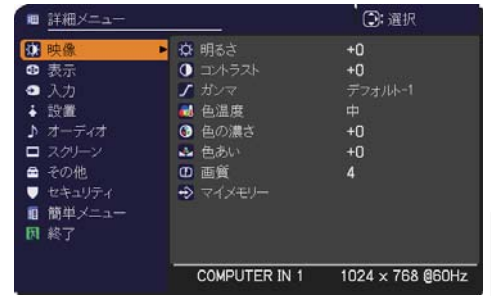 詳細メニュー
:選択
映像
表示
入力
設置
オーディオ
スクリーン
その他
セキュリティ
簡単メニュー
終了
明るさ +0
コントラスト +0
ガンマ デフォルト-1
色温度 中
色の濃さ +0
色あい +0
画質 4
マイメモリー
COMPUTER IN 1 1024 × 768 @60Hz